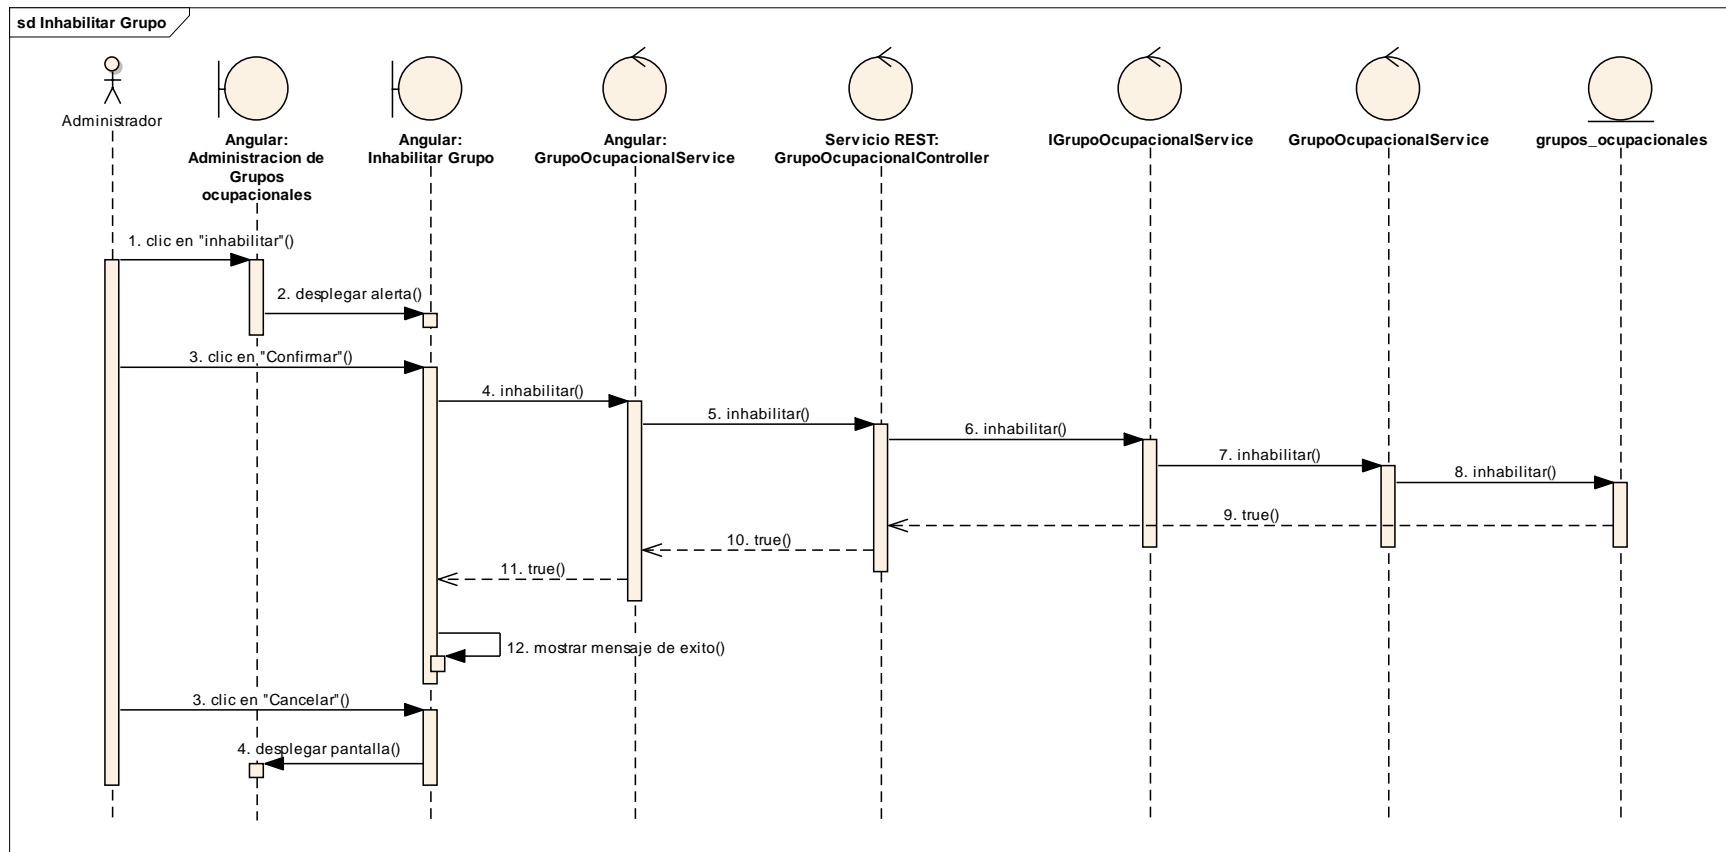 sd Inhabilitar Grupo
Administrador
Angular:
Administracion de
Grupos
ocupacionales
Angular:
Inhabilitar Grupo
Angular:
GrupoOcupacionalService
Servicio REST:
GrupoOcupacionalController
IGrupoOcupacionalService
GrupoOcupacionalService
grupos_ocupacionales
1. clic en "inhabilitar"()
2. desplegar alerta()
3. clic en "Confirmar"()
4. inhabilitar()
5. inhabilitar()
6. inhabilitar()
7. inhabilitar()
8. inhabilitar()
9. true()
10. true()
11. true()
12. mostrar mensaje de exito()
3. clic en "Cancelar"()
4. desplegar pantalla()